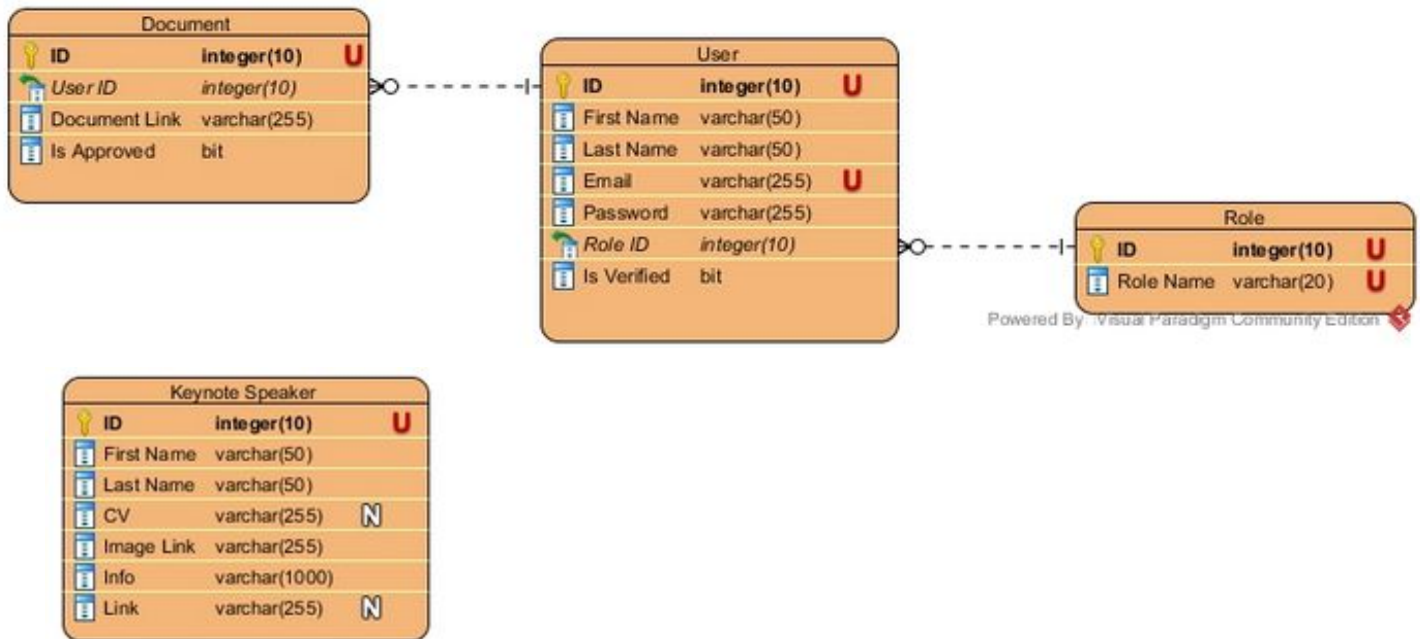 Document
ID integer(10) U
User ID integer(10)
Document Link varchar(255)
Is Approved bit
User
ID integer(10) U
First Name varchar(50)
Last Name varchar(50)
Email varchar(255) U
Password varchar(255)
Role ID integer(10)
Is Verified bit
Role
ID integer(10) U
Role Name varchar(20) U
Powered By: Visual Paradigm Community Edition
Keynote Speaker
ID integer(10) U
First Name varchar(50)
Last Name varchar(50)
CV varchar(255) N
Image Link varchar(255)
Info varchar(1000)
Link varchar(255) N